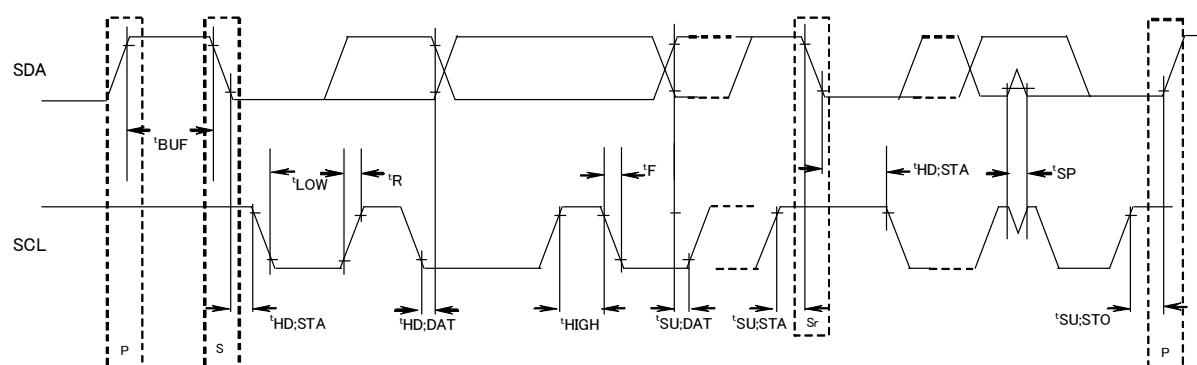 SDA
tBUF
tLOW
tR
tF
tHD;STA
tSP
SCL
tHD;STA
tHD;DAT
tHIGH
tSU;DAT
tSU;STA
Sr
tSU;STO
P
S
P